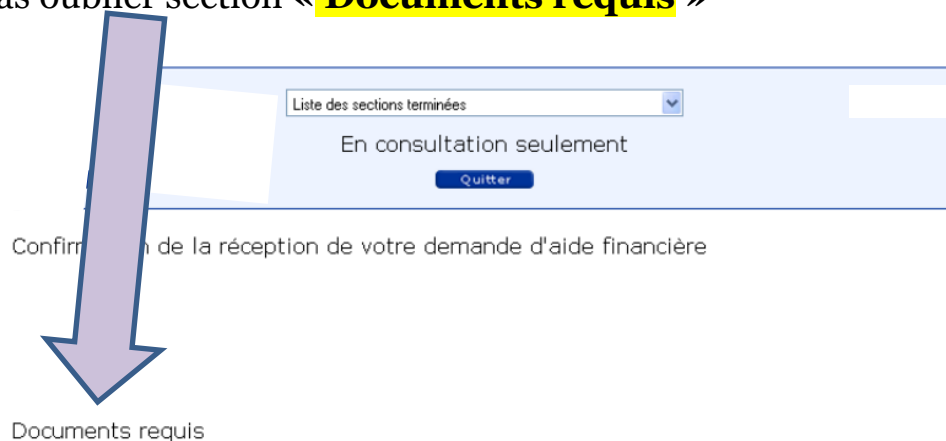 oublier section « Documents requis »
Liste des sections terminées
En consultation seulement
Quitter
de la réception de votre demande d'aide financière
Documents requis